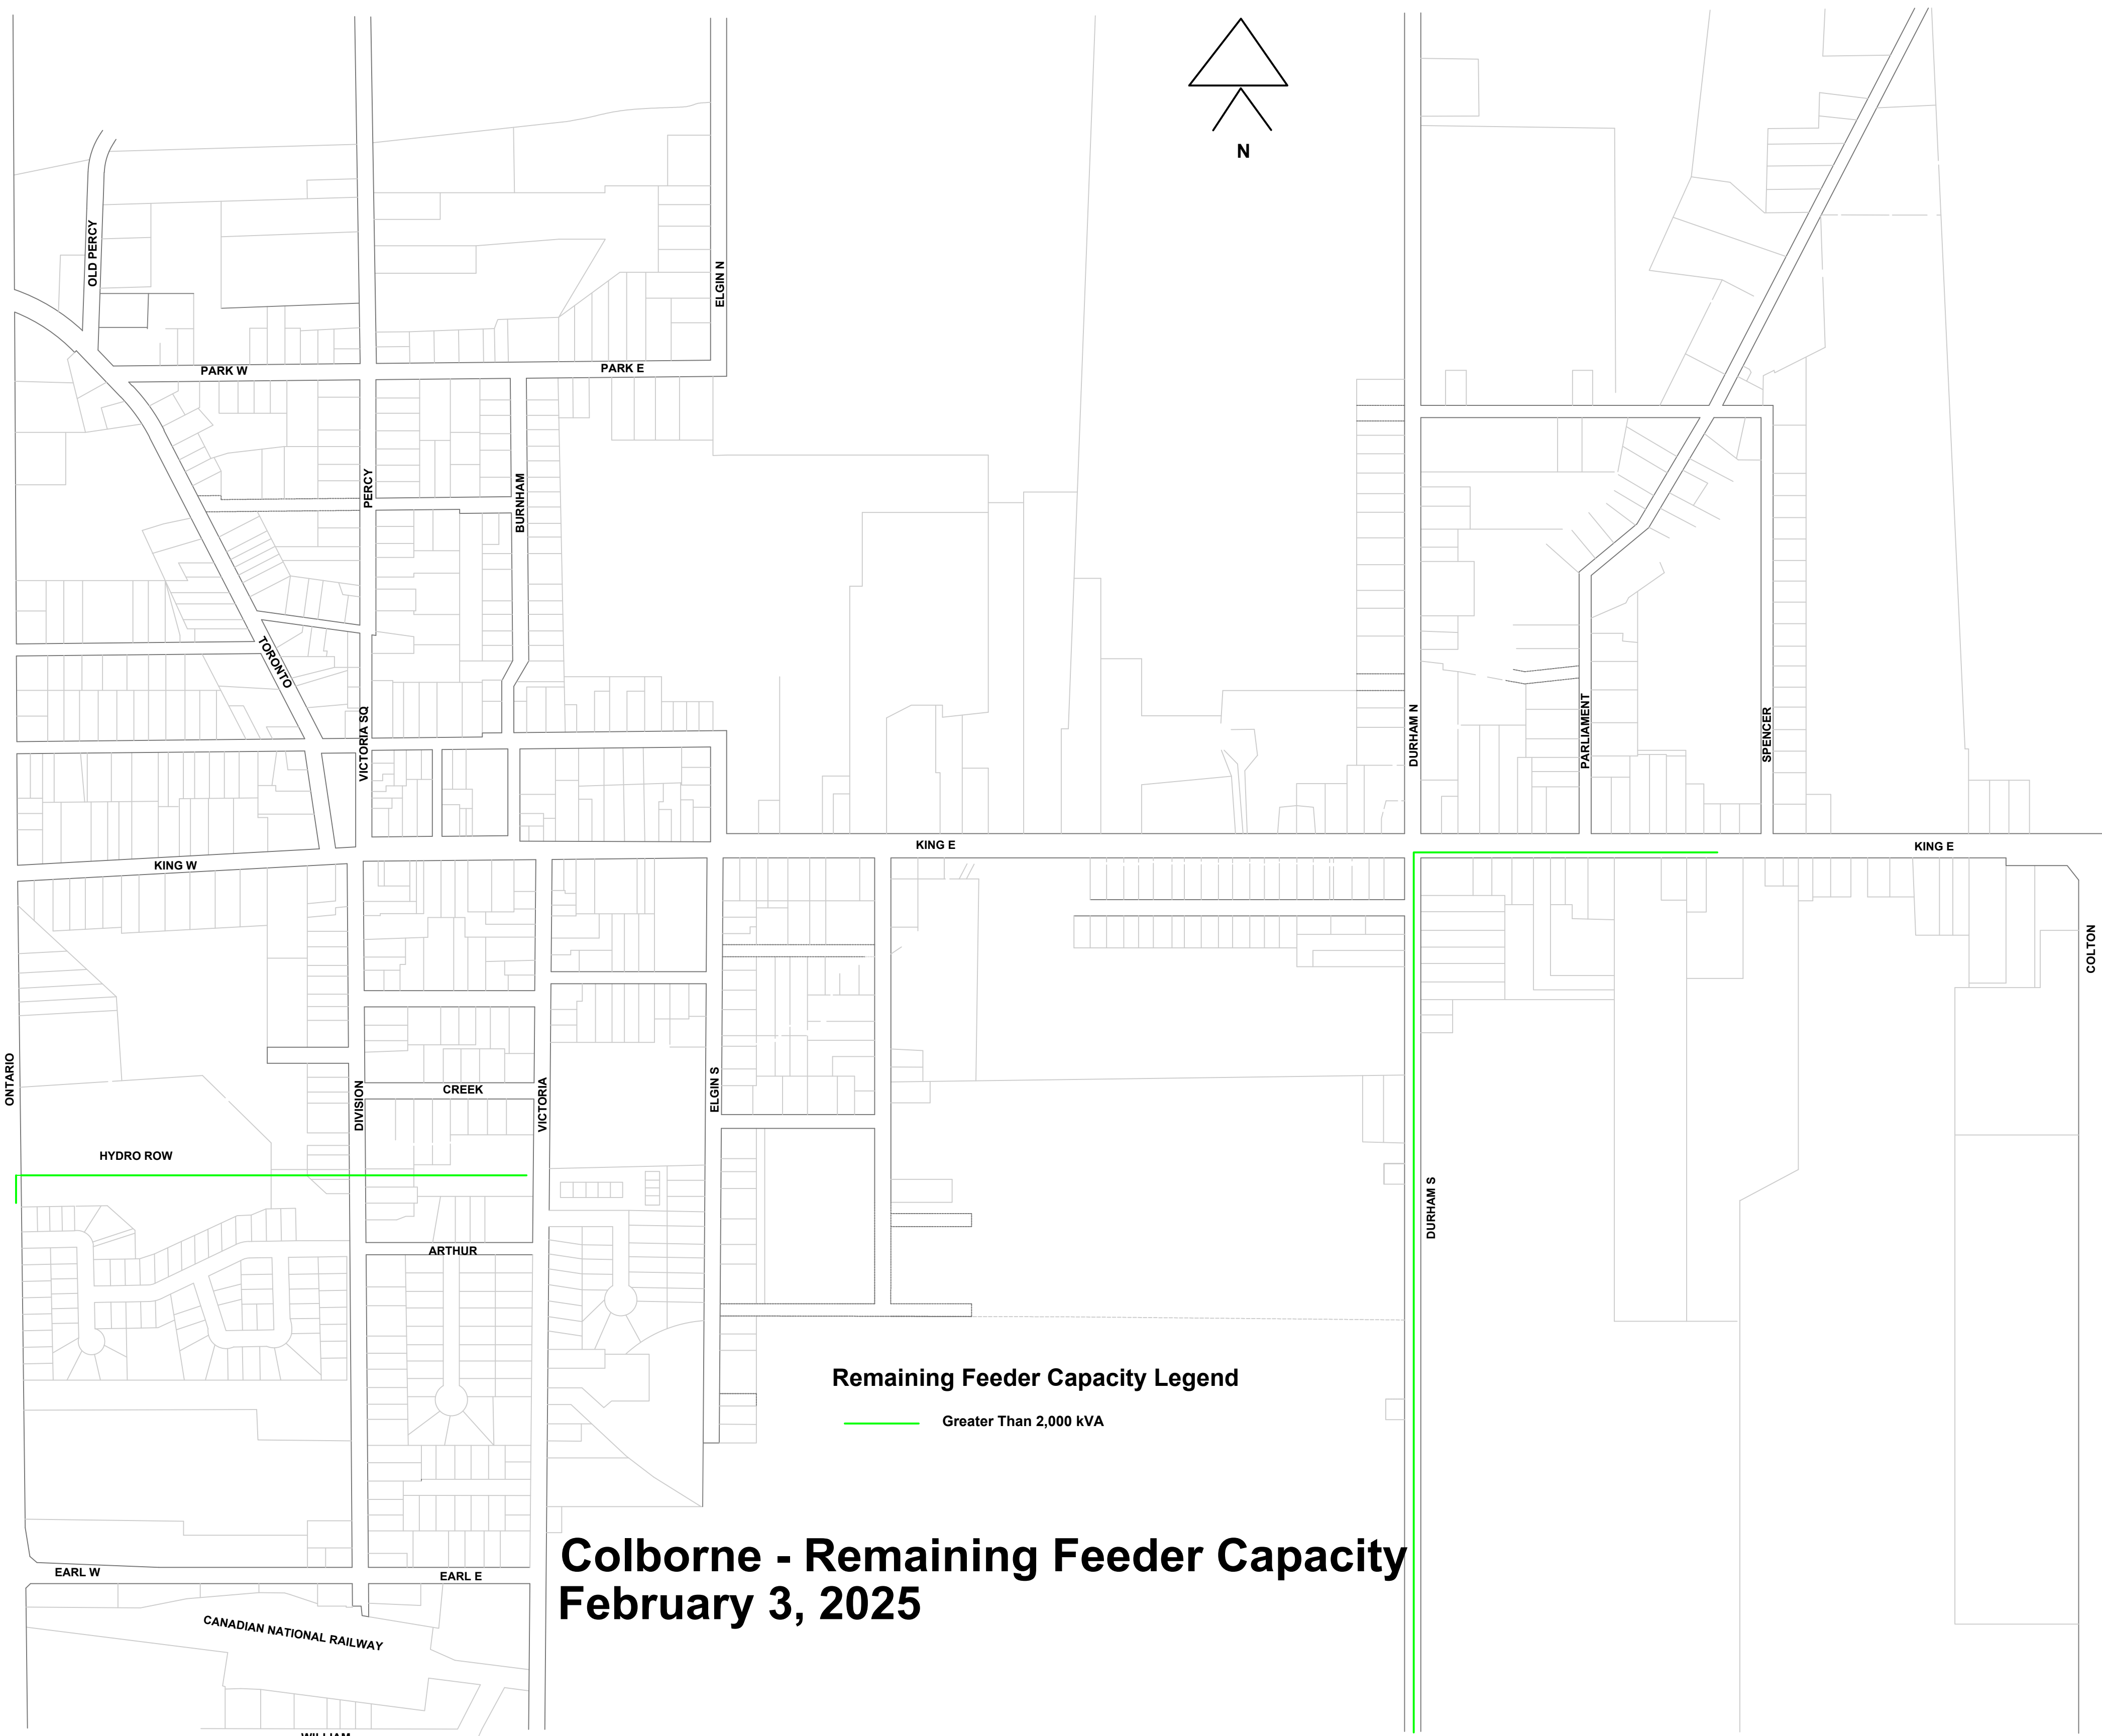 N
OLD PERCY
ELGIN N
PARK W
PARK E
PERCY
BURNHAM
TORONTO
VICTORIA SQ
DURHAM N
PARLIAMENT
SPENCER
KING E
KING E
KING W
COLTON
ONTARIO
DIVISION
CREEK
VICTORIA
ELGIN S
HYDRO ROW
DURHAM S
ARTHUR
Remaining Feeder Capacity Legend
Greater Than 2,000 kVA
Colborne - Remaining Feeder Capacity
February 3, 2025
EARL W
EARL E
CANADIAN NATIONAL RAILWAY
WILLIAM